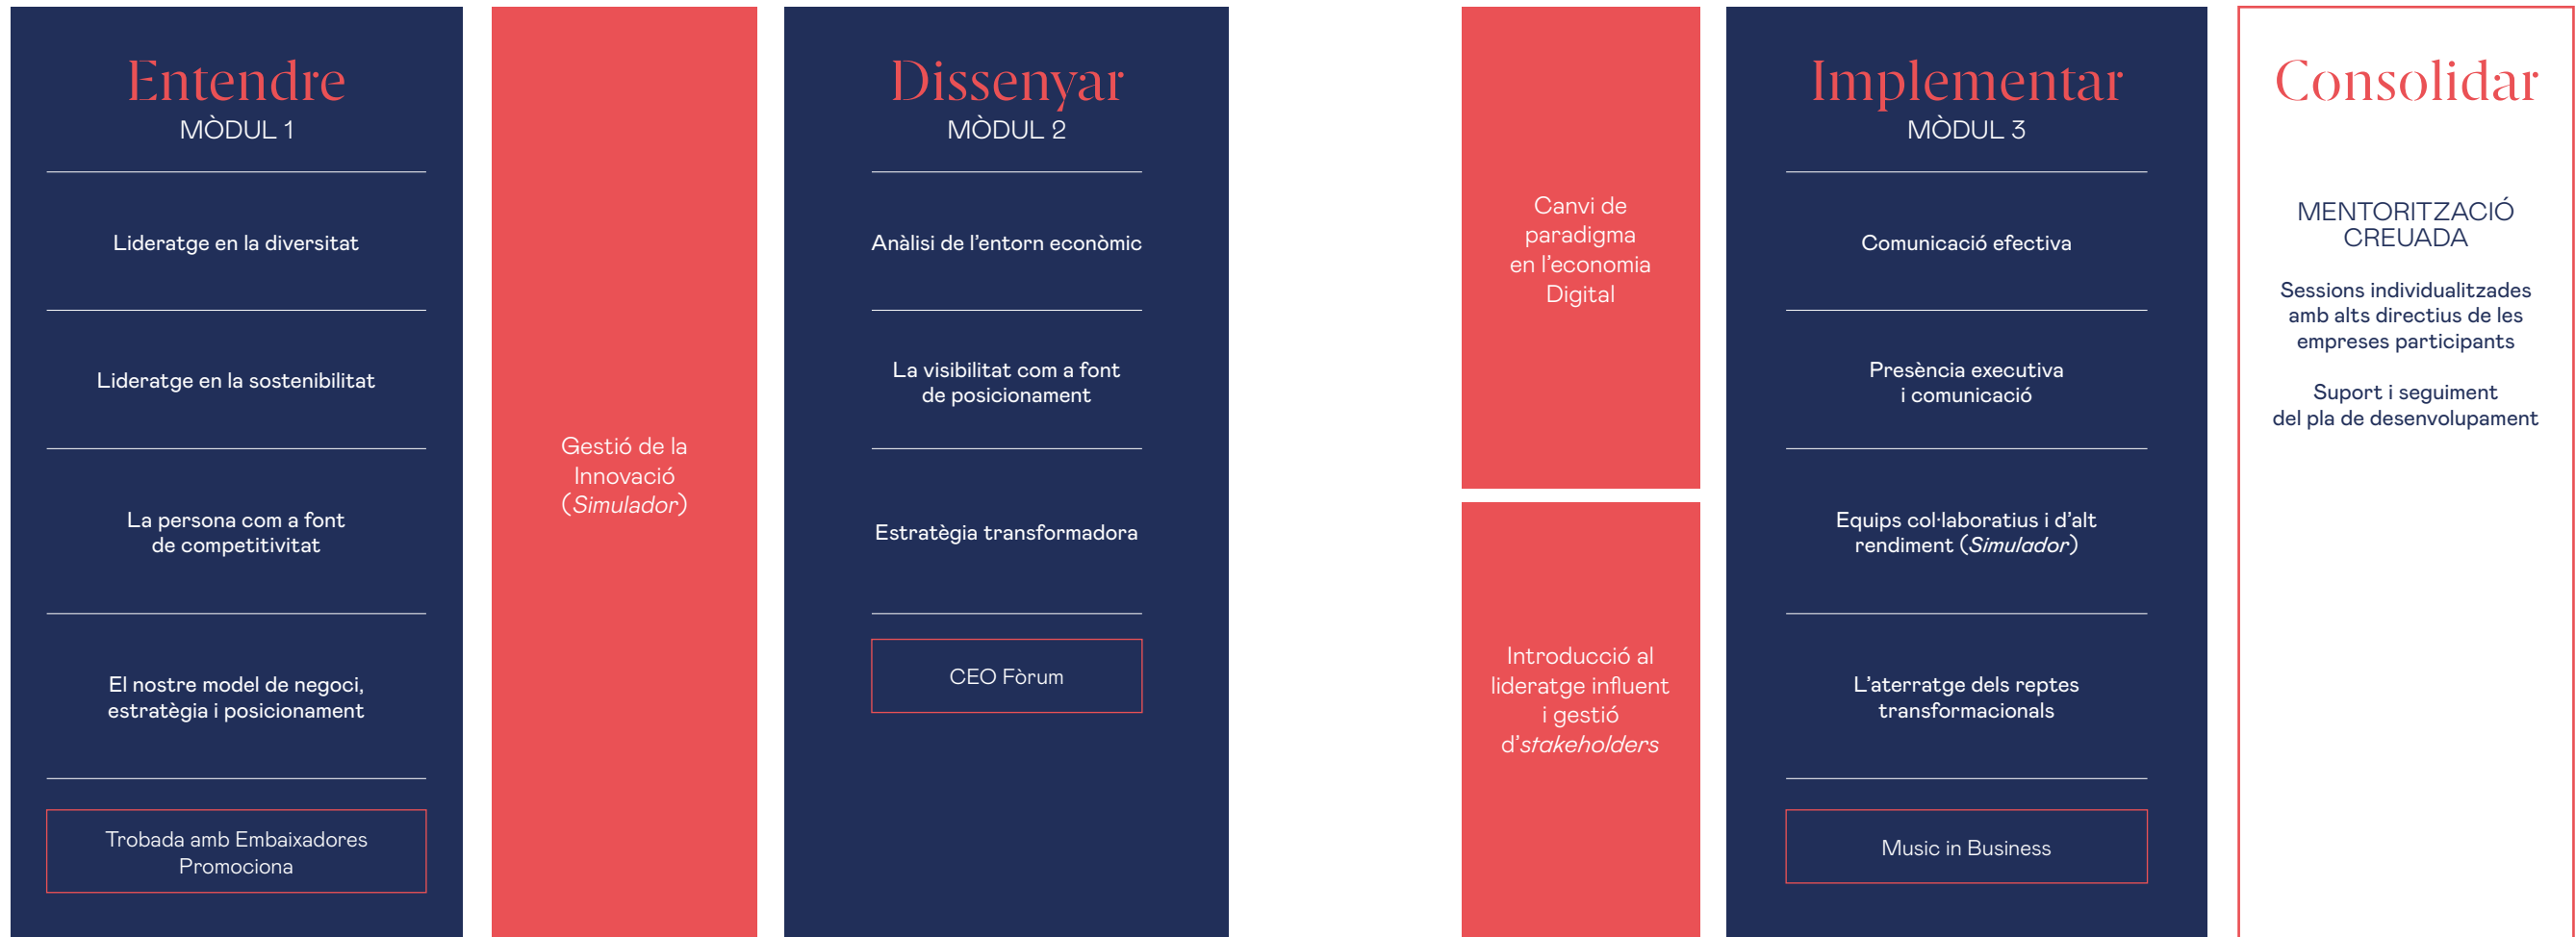 Entendre
MÒDUL 1
Lideratge en la diversitat
Lideratge en la sostenibilitat
La persona com a font
de competitivitat
El nostre model de negoci,
estratègia i posicionament
Trobada amb Embaixadores
Promociona
Gestió de la
Innovació
(Simulador)
Dissenyar
MÒDUL 2
Anàlisi de l’entorn econòmic
La visibilitat com a font
de posicionament
Estratègia transformadora
CEO Fòrum
Canvi de
paradigma
en l’economia
Digital
Introducció al
lideratge influent
i gestió
d’stakeholders
Implementar
MÒDUL 3
Comunicació efectiva
Presència executiva
i comunicació
Equips col·laboratius i d’alt
rendiment (Simulador)
L’aterratge dels reptes
transformacionals
Music in Business
Consolidar
MENTORITZACIÓ
CREUADA
Sessions individualitzades
amb alts directius de les
empreses participants
Suport i seguiment
del pla de desenvolupament